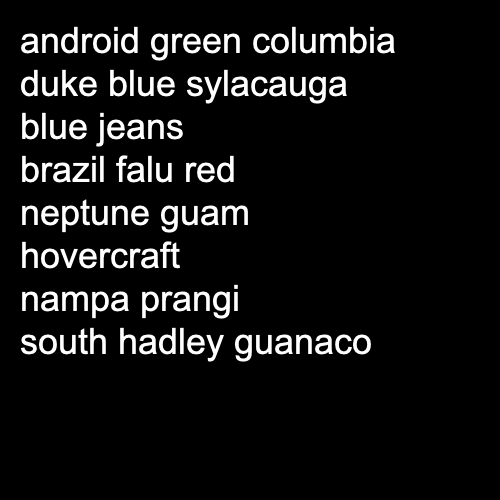 android green columbia
duke blue sylacauga
blue jeans
brazil falu red
neptune guam
hovercraft
nampa prangi
south hadley guanaco